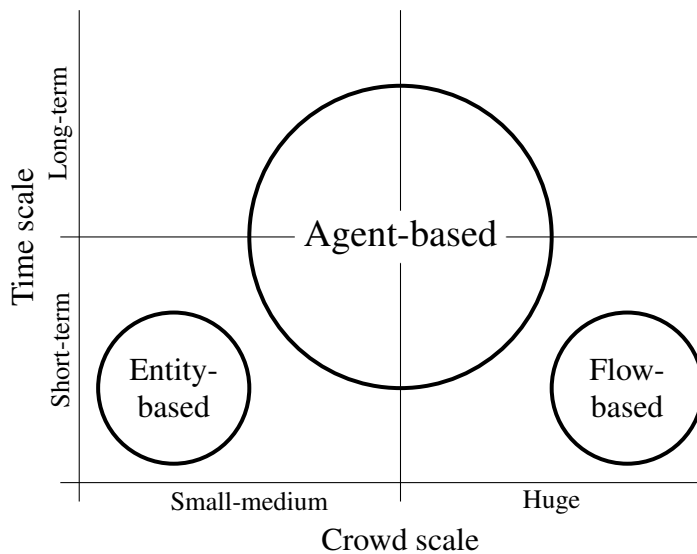 Long-term
Time scale
Agent-based
Short-term
Entity-
based
Flow-
based
Small-medium
Huge
Crowd scale